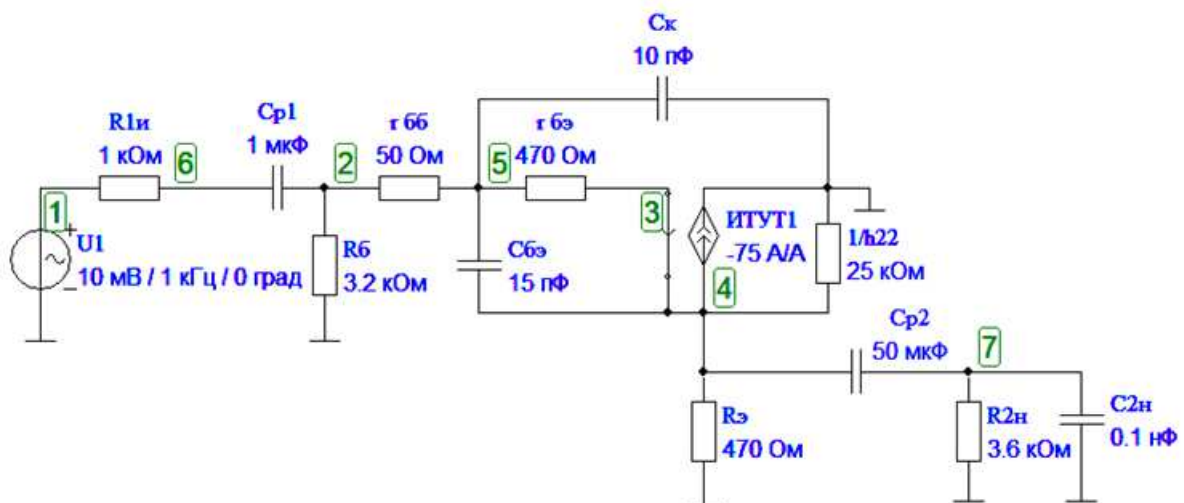 Cк
10 пФ
R1и
1 кОм
6
Cр1
1 мкФ
2
r бб
50 Ом
5
r бэ
470 Ом
1
+
U1
10 мВ / 1 кГц / 0 град
−
Rб
3.2 кОм
Cбэ
15 пФ
3
ИТУТ1
-75 A/A
4
1/h22
25 кОм
Cр2
50 мкФ
7
Rэ
470 Ом
R2н
3.6 кОм
C2н
0.1 нФ